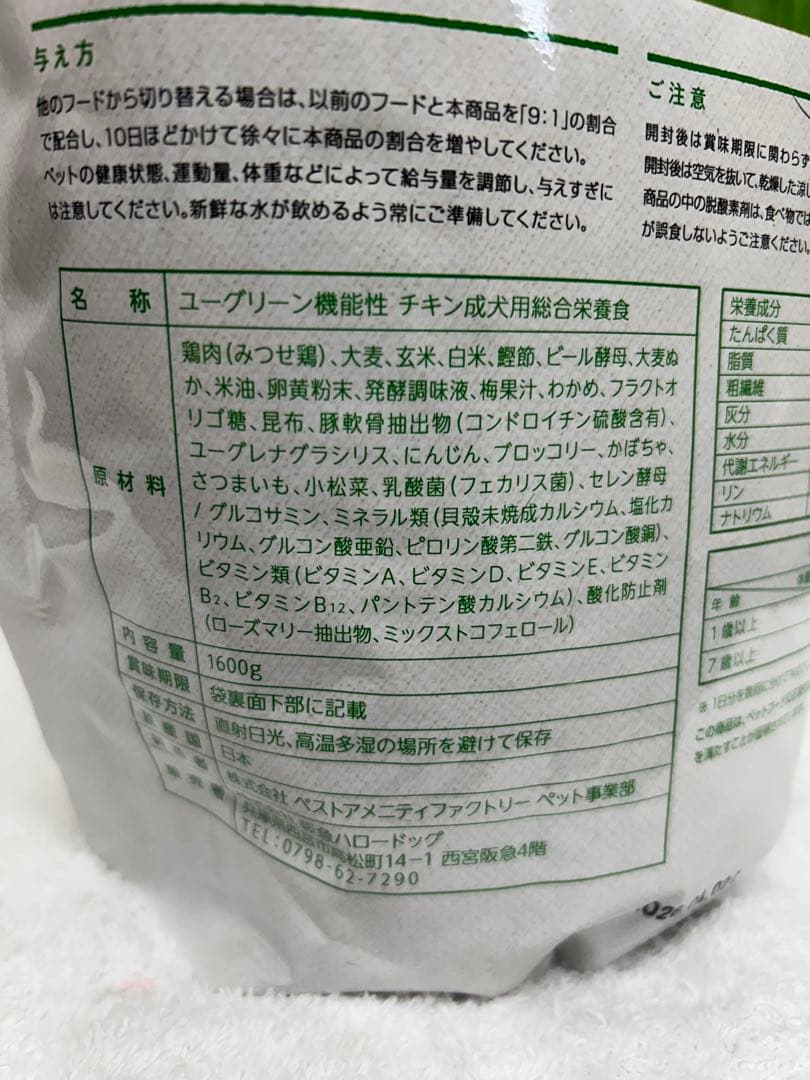 与え方
他のフードから切り替える場合は、以前のフードと本商品を「9:1」の割合
で配合し、10日ほどかけて徐々に本商品の割合を増やしてください。
ペットの健康状態、運動量、体重などによって給与量を調節し、与えすぎに
は注意してください。新鮮な水が飲めるよう常にご準備してください。
ご注意
開封後は賞味期限に関わらず
開封後は空気を抜いて、乾燥した涼し
商品の中の脱酸素剤は、食べ物では
が誤食しないようご注意ください。
名 称 ユーグリーン機能性 チキン成犬用総合栄養食
原材料
鶏肉(みつせ鶏)、大麦、玄米、白米、鰹節、ビール酵母、大麦ぬ
か、米油、卵黄粉末、発酵調味液、梅果汁、わかめ、フラクトオ
リゴ糖、昆布、豚軟骨抽出物(コンドロイチン硫酸含有)、
ユーグレナグラシリス、にんじん、ブロッコリー、かぼちゃ、
さつまいも、小松菜、乳酸菌(フェカリス菌)、セレン酵母
/グルコサミン、ミネラル類(貝殻未焼成カルシウム、塩化カ
リウム、グルコン酸亜鉛、ピロリン酸第二鉄、グルコン酸銅)、
ビタミン類(ビタミンA、ビタミンD、ビタミンE、ビタミン
B2、ビタミンB12、パントテン酸カルシウム)、酸化防止剤
(ローズマリー抽出物、ミックストコフェロール)
内容量 1600g
賞味期限 袋裏面下部に記載
保存方法 直射日光、高温多湿の場所を避けて保存
原産国 日本
株式会社 ベストアメニティファクトリー ペット事業部
阪急ハロードッグ
兵庫県西宮市高松町14-1 西宮阪急4階
TEL:0798-62-7290
栄養成分
たんぱく質
脂質
粗繊維
灰分
水分
代謝エネルギー
リン
ナトリウム
年 齢
1歳以上
7歳以上